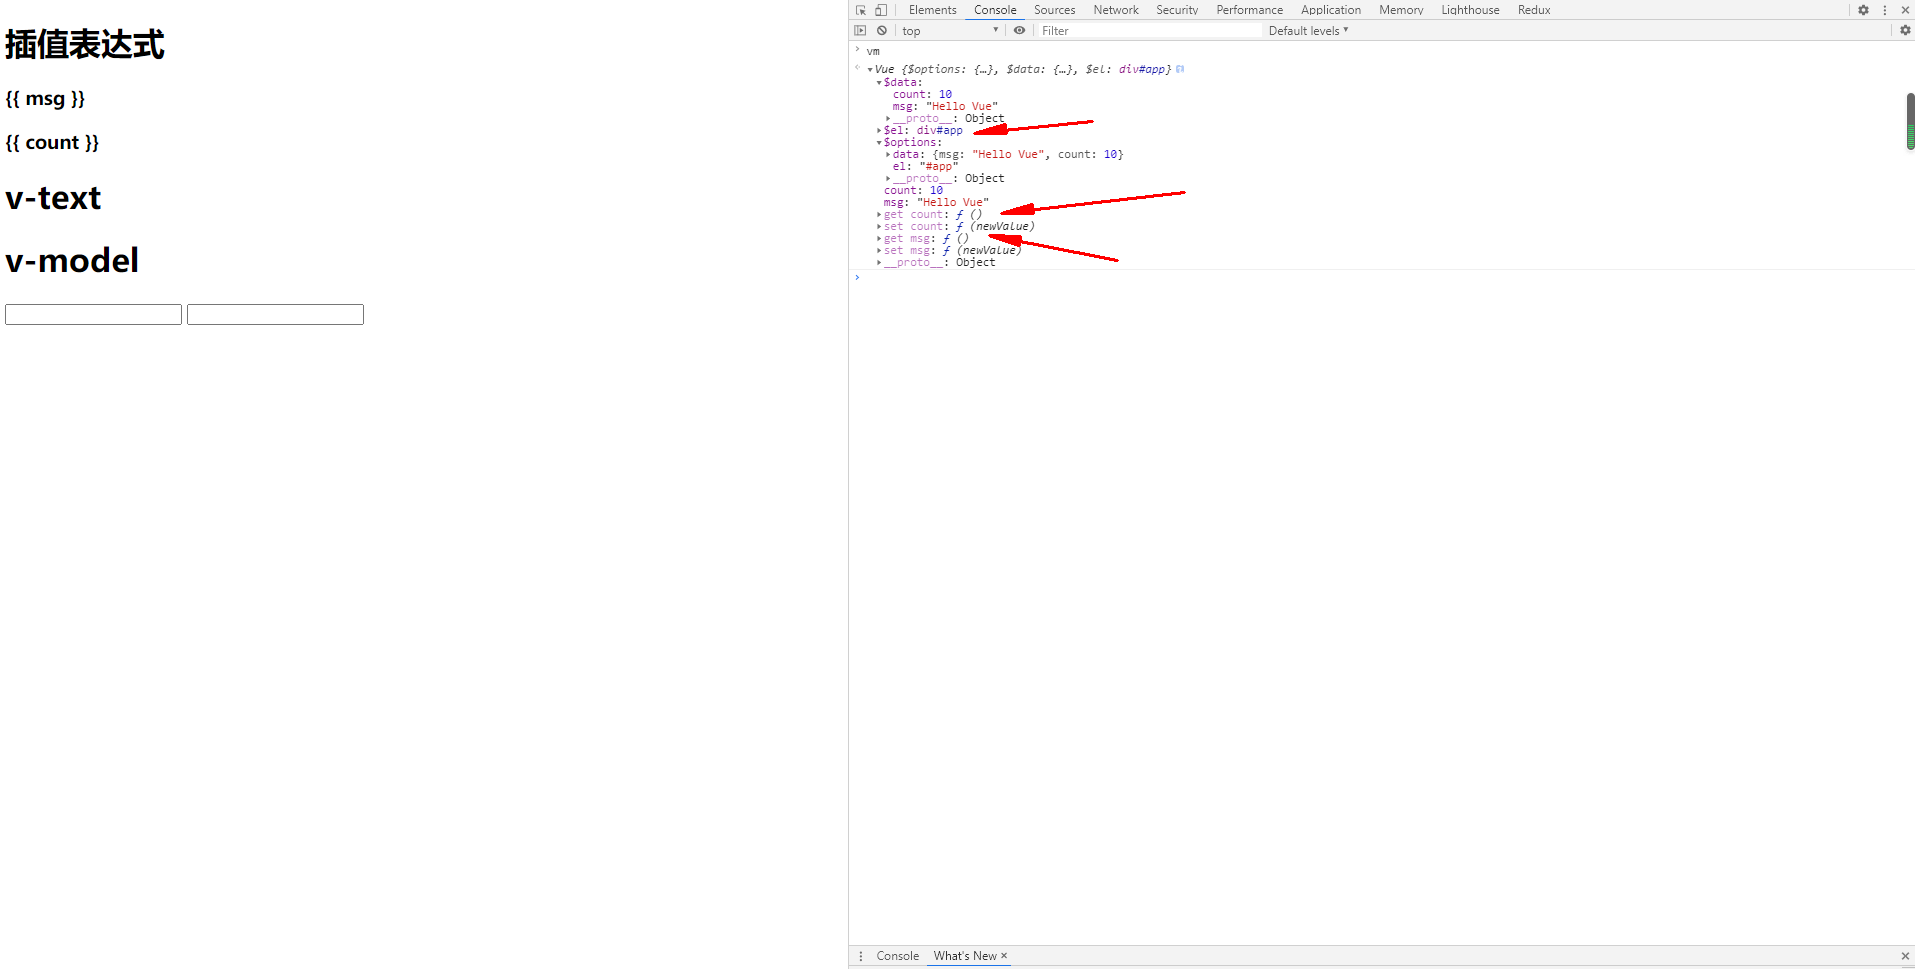 插值表达式
{{ msg }}
{{ count }}
v-text
v-model
Elements Console Sources Network Security Performance Application Memory Lighthouse Redux
top Filter Default levels
vm
Vue {$options: {…}, $data: {…}, $el: div#app}
$data:
count: 10
msg: "Hello Vue"
__proto__: Object
$el: div#app
$options:
data: {msg: "Hello Vue", count: 10}
el: "#app"
__proto__: Object
count: 10
msg: "Hello Vue"
get count: ƒ ()
set count: ƒ (newValue)
get msg: ƒ ()
set msg: ƒ (newValue)
__proto__: Object
Console What's New